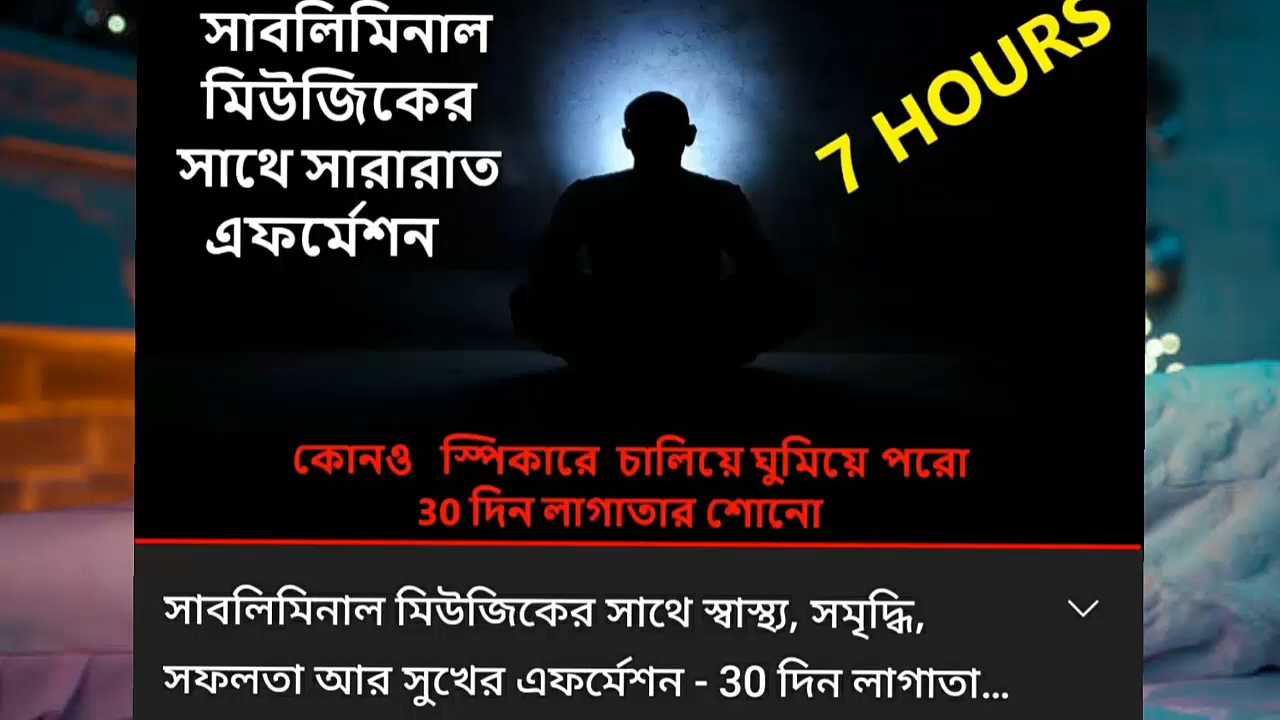 সাবলিমিনাল
মিউজিকের
সাথে সারারাত
এফর্মেশন
7 HOURS
কোনও স্পিকারে চালিয়ে ঘুমিয়ে পরো
30 দিন লাগাতার শোনো
সাবলিমিনাল মিউজিকের সাথে স্বাস্থ্য, সমৃদ্ধি,
সফলতা আর সুখের এফর্মেশন - 30 দিন লাগাতা...